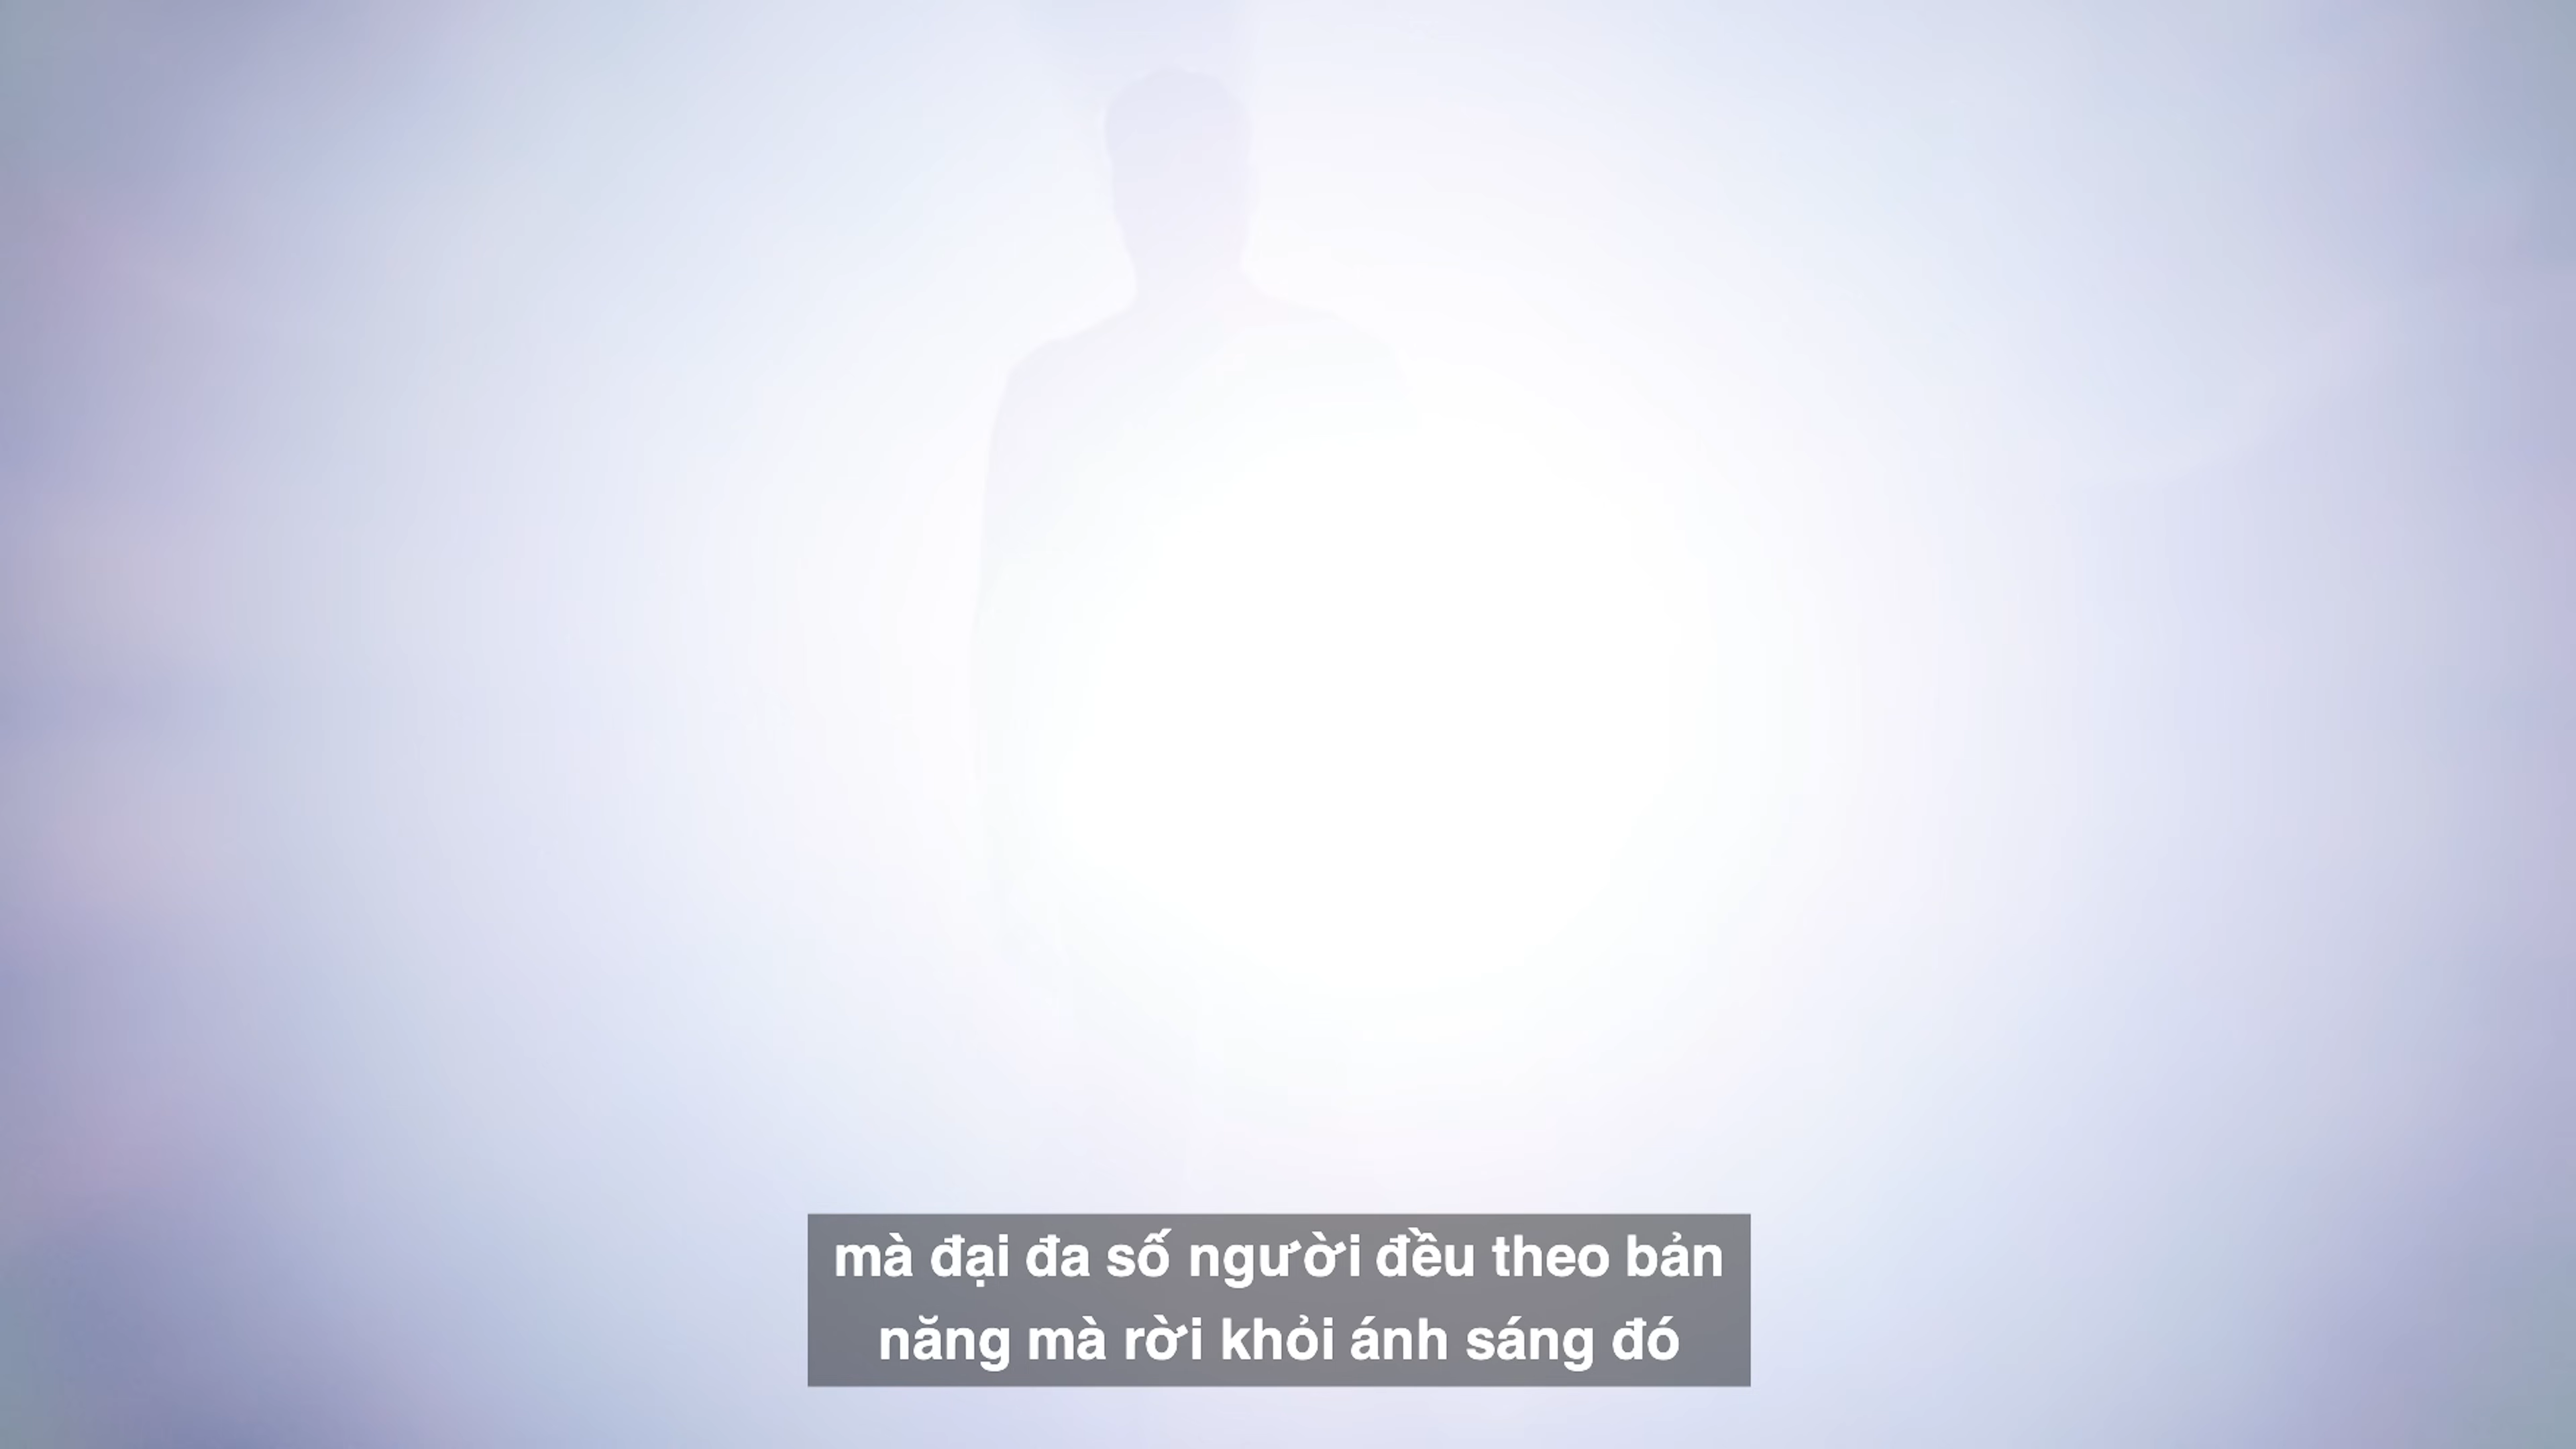 mà đại đa số người đều theo bản
năng mà rời khỏi ánh sáng đó